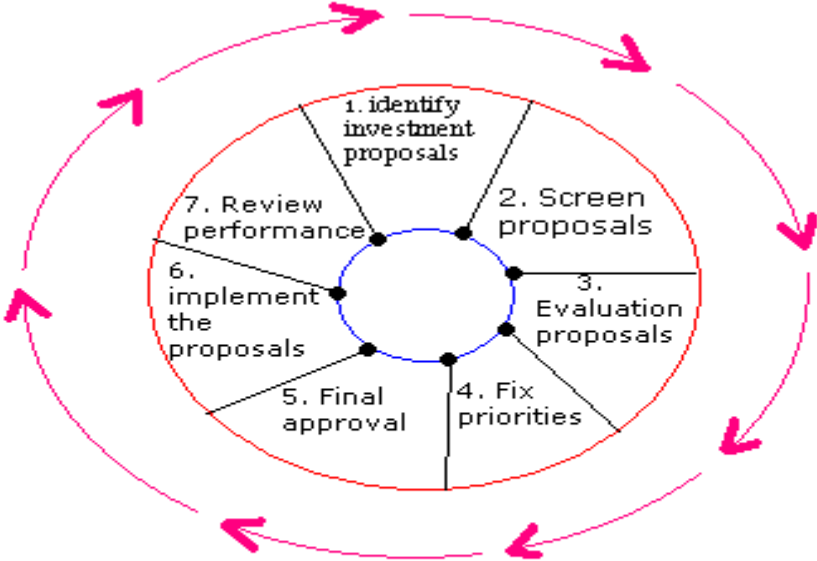 1. identify
investment
proposals
2. Screen
proposals
3.
Evaluation
proposals
4. Fix
priorities
5. Final
approval
6.
implement
the
proposals
7. Review
performance